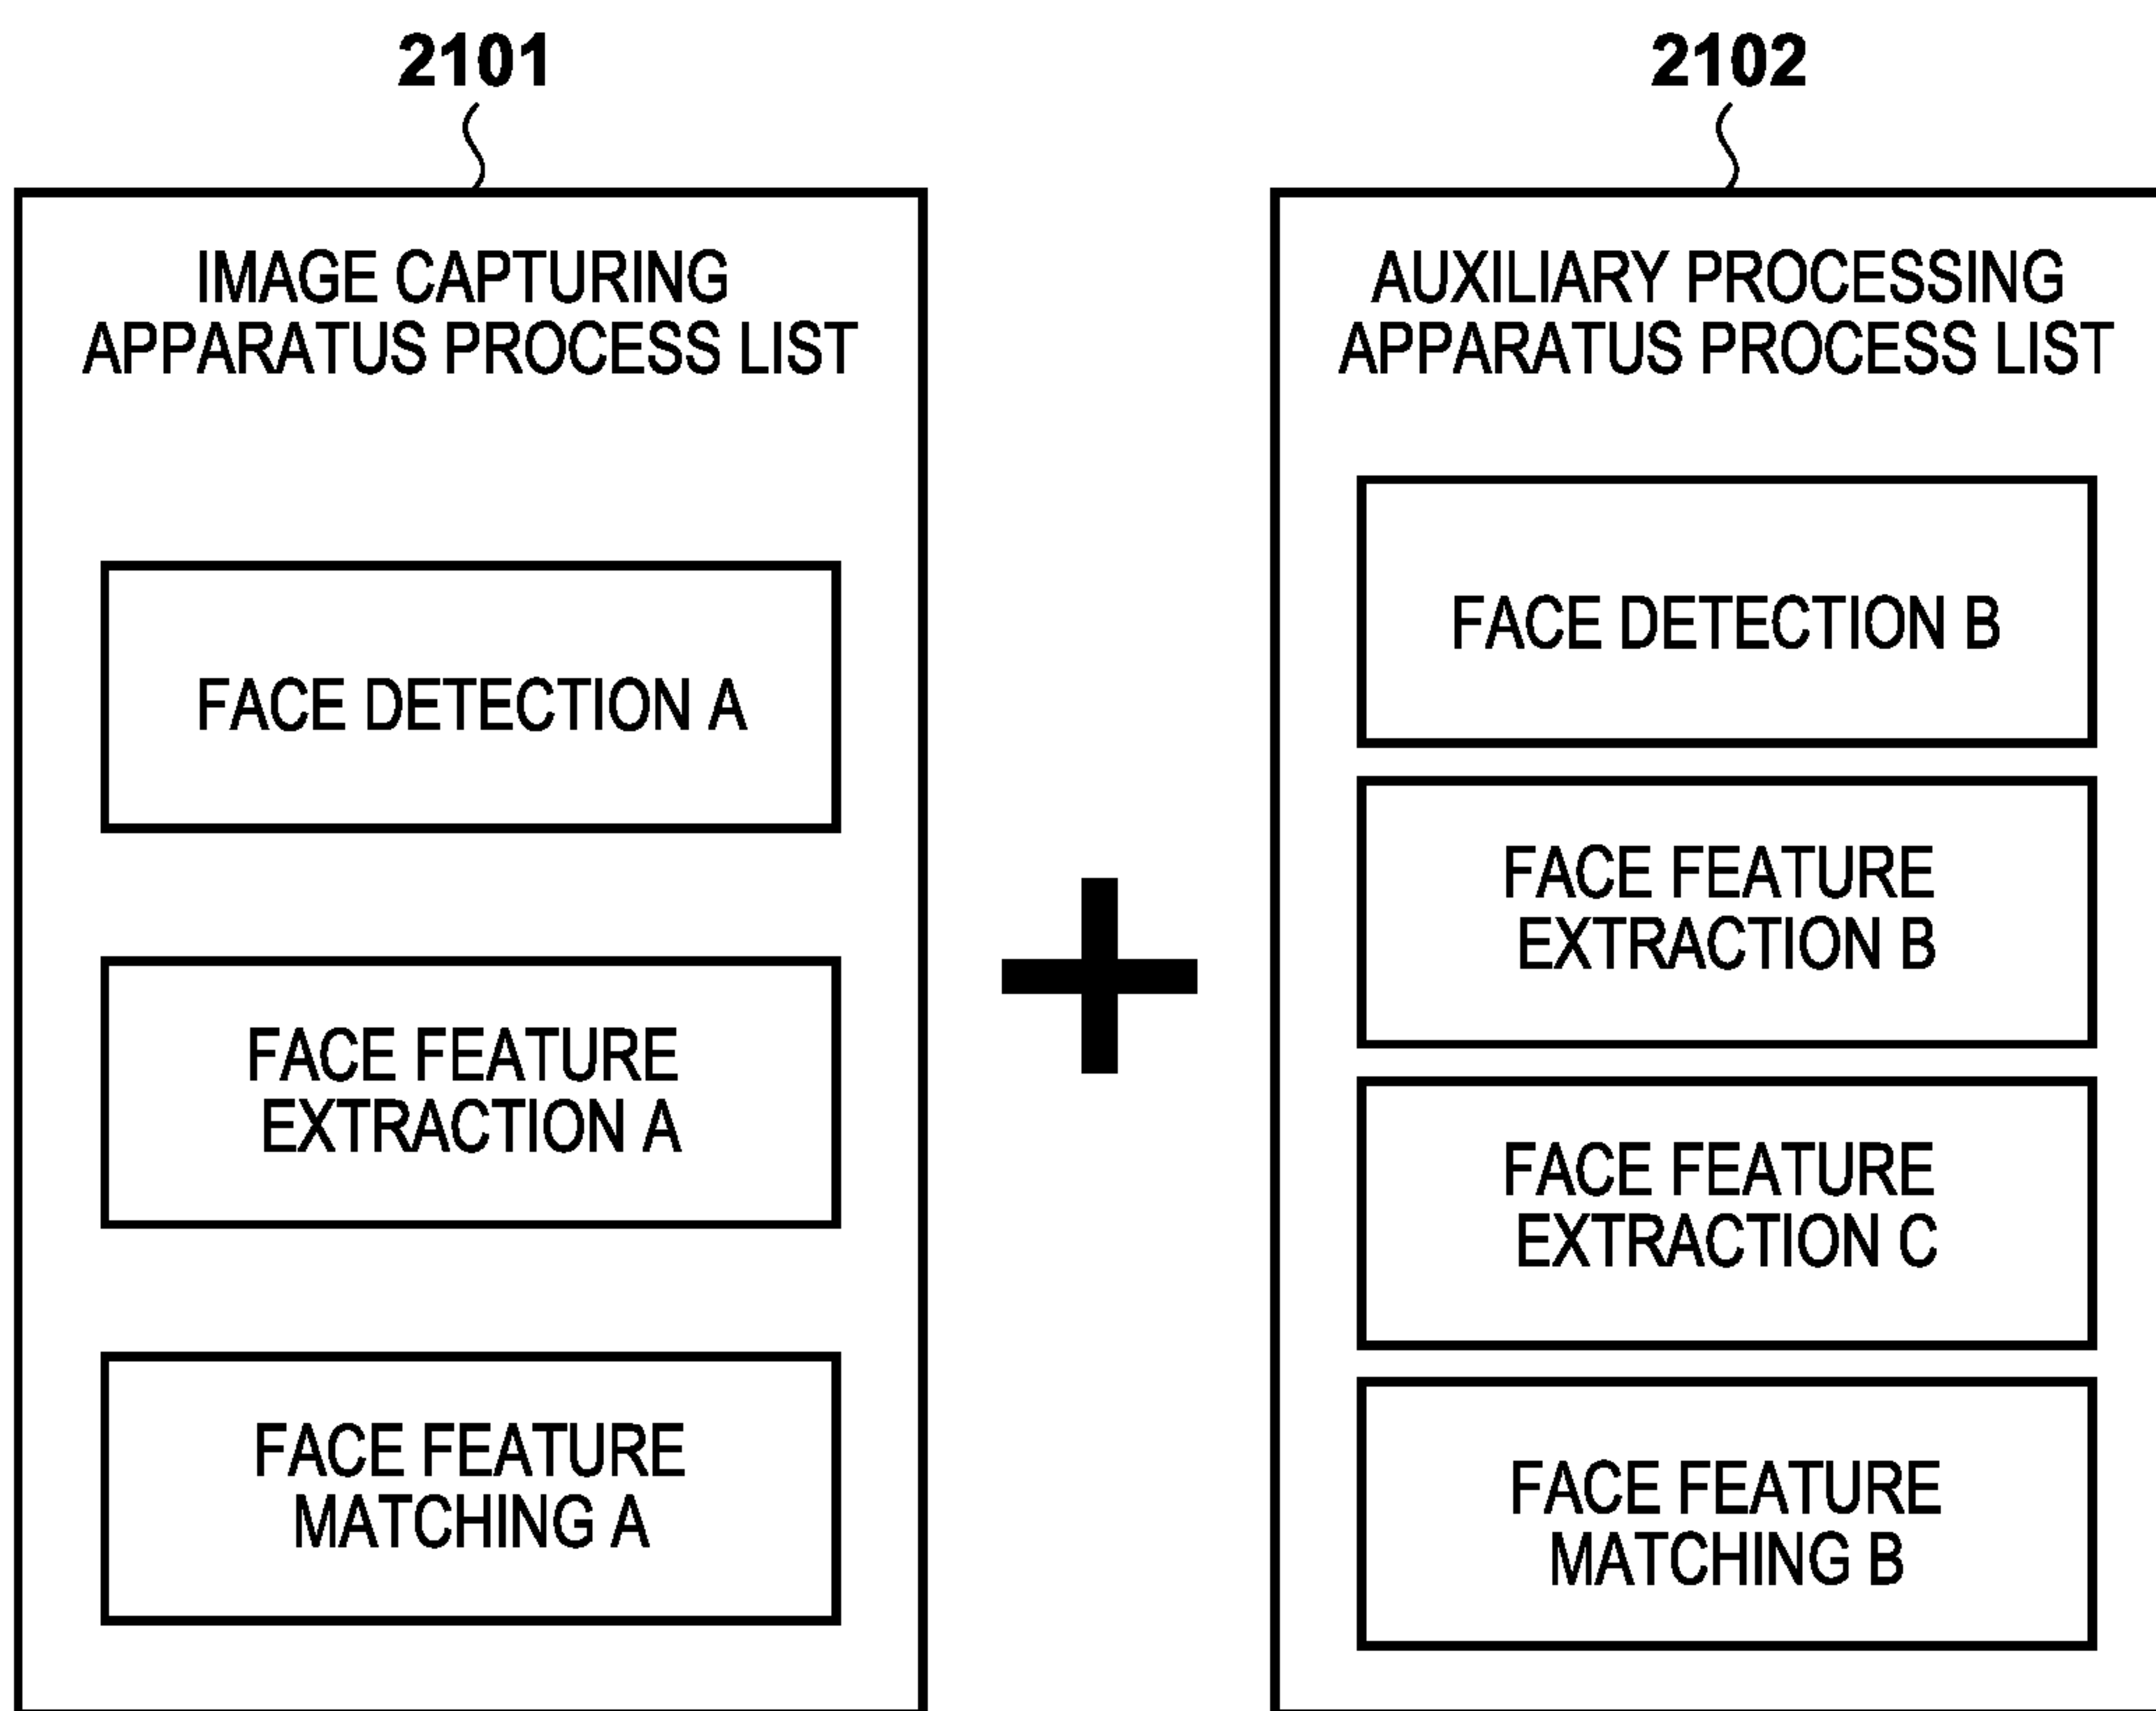 2101
IMAGE CAPTURING
APPARATUS PROCESS LIST
FACE DETECTION A
FACE FEATURE
EXTRACTION A
FACE FEATURE
MATCHING A
2102
AUXILIARY PROCESSING
APPARATUS PROCESS LIST
FACE DETECTION B
FACE FEATURE
EXTRACTION B
FACE FEATURE
EXTRACTION C
FACE FEATURE
MATCHING B